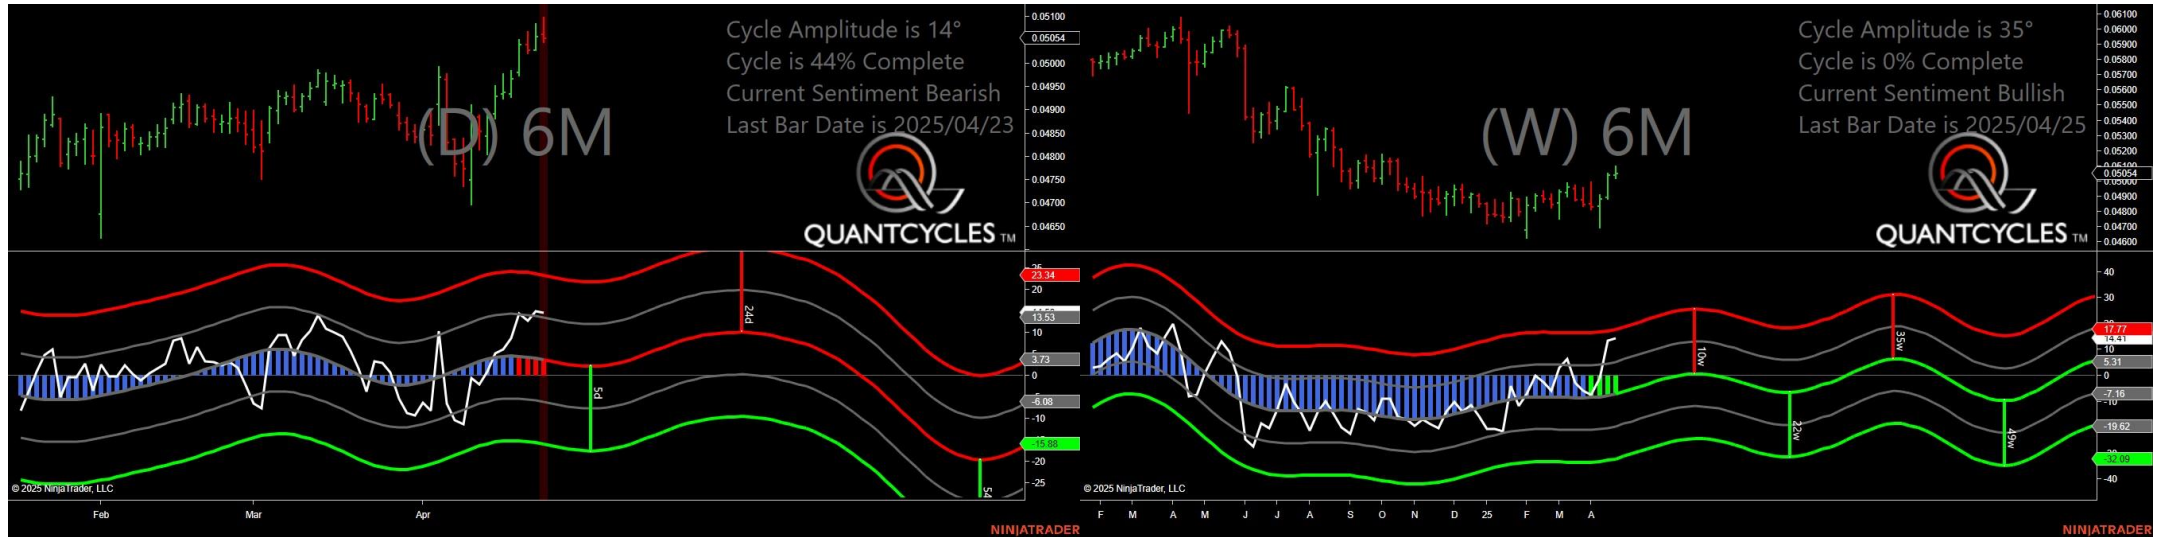 Cycle Amplitude is 14°
Cycle is 44% Complete
Current Sentiment Bearish
Last Bar Date is 2025/04/23
(D) 6M
QUANTCYCLES TM
0.05100
0.05054
0.05000
0.04950
0.04900
0.04850
0.04800
0.04750
0.04700
0.04650
23.34
20
13.53
10
3.73
0
-6.08
-10
-15.88
-20
-25
24d
5d
© 2025 NinjaTrader, LLC
Feb
Mar
Apr
NINJATRADER
Cycle Amplitude is 35°
Cycle is 0% Complete
Current Sentiment Bullish
Last Bar Date is 2025/04/25
(W) 6M
QUANTCYCLES TM
0.06100
0.06000
0.05900
0.05800
0.05700
0.05600
0.05500
0.05400
0.05300
0.05200
0.05054
0.05000
0.04900
0.04800
0.04700
0.04600
40
30
17.77
14.41
10
5.31
0
-7.16
-10
-19.62
-32.09
-40
10w
22w
35w
49w
© 2025 NinjaTrader, LLC
F
M
A
M
J
J
A
S
O
N
D
25
F
M
A
NINJATRADER